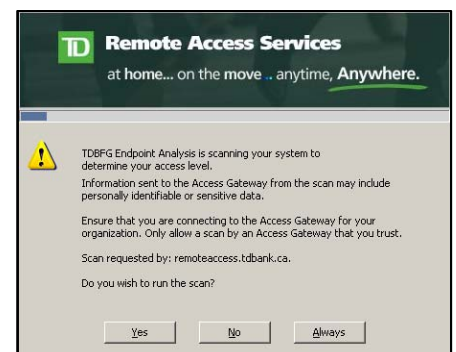 TD Remote Access Services
at home... on the move .. anytime, Anywhere.
TDBFG Endpoint Analysis is scanning your system to
determine your access level.
Information sent to the Access Gateway from the scan may include
personally identifiable or sensitive data.
Ensure that you are connecting to the Access Gateway for your
organization. Only allow a scan by an Access Gateway that you trust.
Scan requested by: remoteaccess.tdbank.ca.
Do you wish to run the scan?
Yes No Always